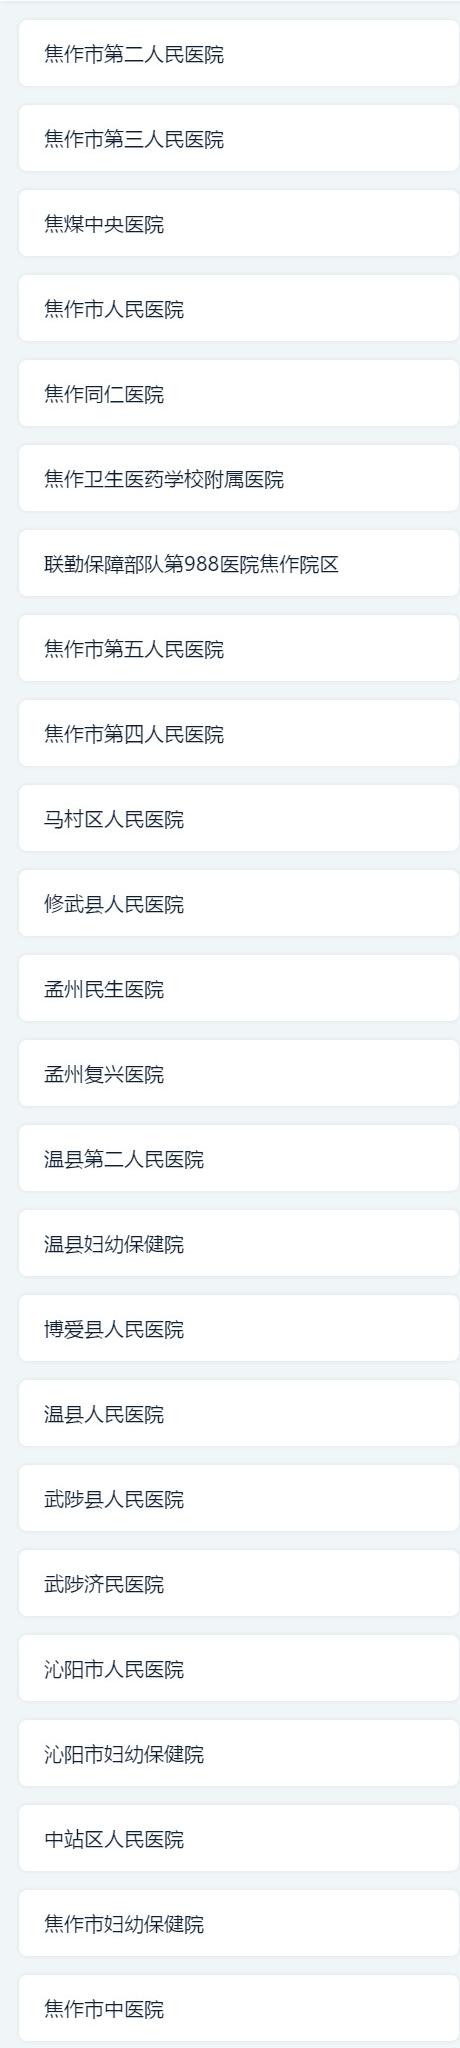 焦作市第二人民医院
焦作市第三人民医院
焦煤中央医院
焦作市人民医院
焦作同仁医院
焦作卫生医药学校附属医院
联勤保障部队第988医院焦作院区
焦作市第五人民医院
焦作市第四人民医院
马村区人民医院
修武县人民医院
孟州民生医院
孟州复兴医院
温县第二人民医院
温县妇幼保健院
博爱县人民医院
温县人民医院
武陟县人民医院
武陟济民医院
沁阳市人民医院
沁阳市妇幼保健院
中站区人民医院
焦作市妇幼保健院
焦作市中医院